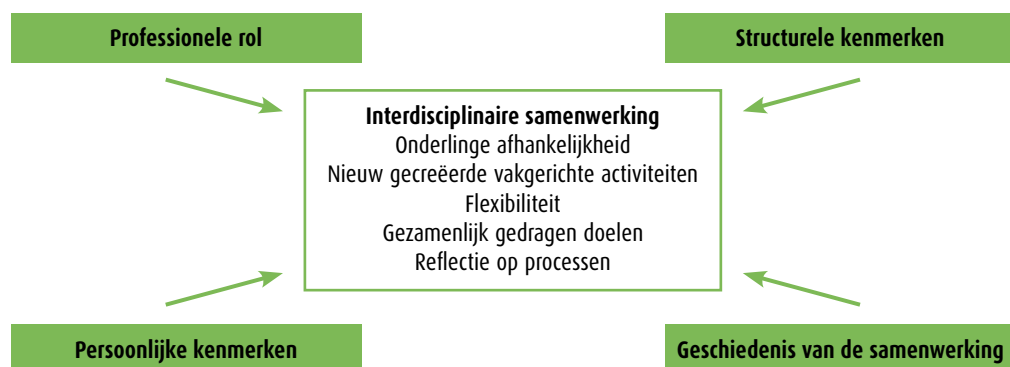 Professionele rol
Structurele kenmerken
Interdisciplinaire samenwerking
Onderlinge afhankelijkheid
Nieuw gecreëerde vakgerichte activiteiten
Flexibiliteit
Gezamenlijk gedragen doelen
Reflectie op processen
Persoonlijke kenmerken
Geschiedenis van de samenwerking